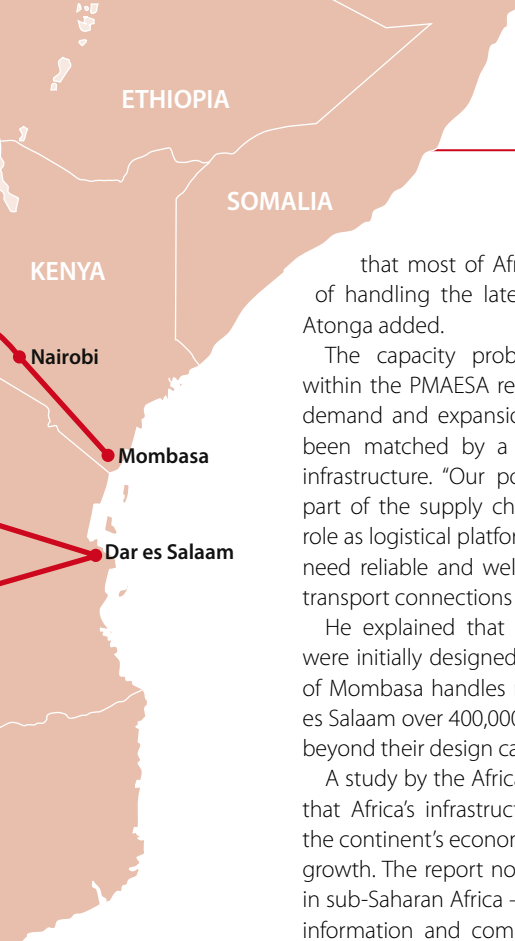 ETHIOPIA
SOMALIA
KENYA
Nairobi
Mombasa
Dar es Salaam
that most of Afr
of handling the late
Atonga added.
The capacity prob
within the PMAESA re
demand and expansio
been matched by a
infrastructure. “Our po
part of the supply ch
role as logistical platfor
need reliable and wel
transport connections
He explained that
were initially designed
of Mombasa handles
es Salaam over 400,000
beyond their design ca
A study by the Africa
that Africa’s infrastruct
the continent’s econor
growth. The report no
in sub-Saharan Africa -
information and com